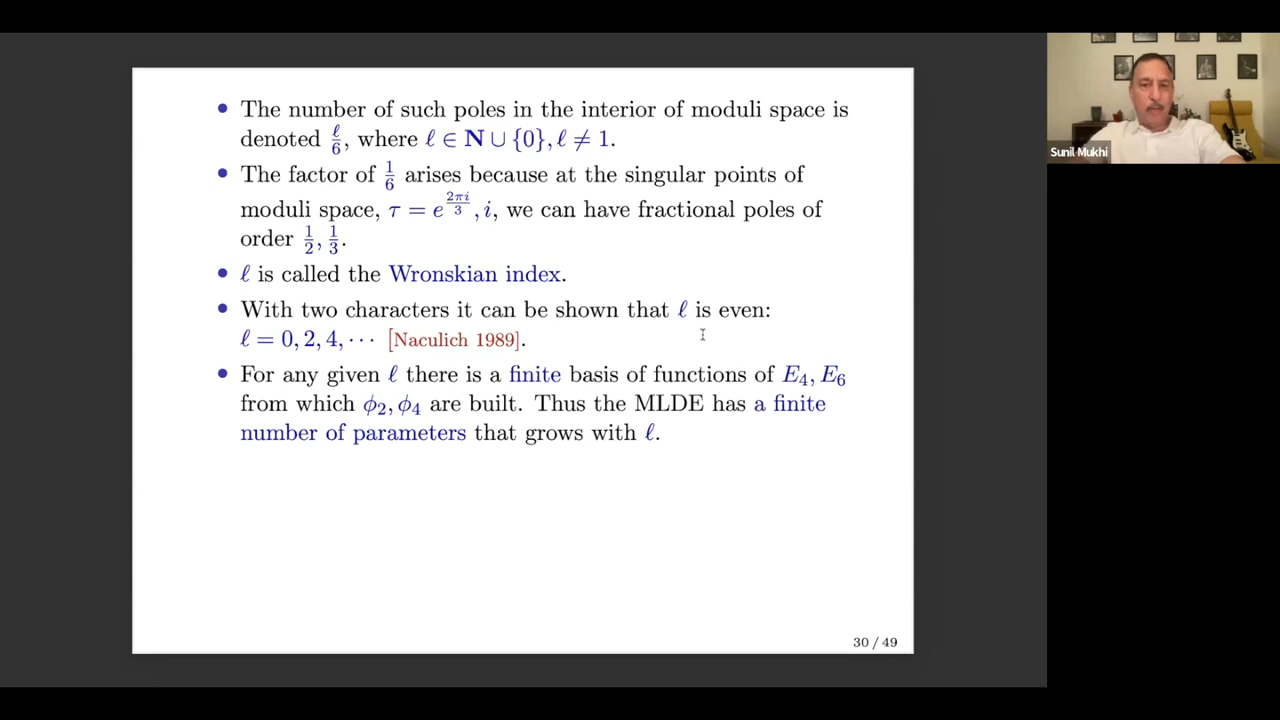 • The number of such poles in the interior of moduli space is
denoted ℓ/6, where ℓ ∈ N ∪ {0}, ℓ ≠ 1.
• The factor of 1/6 arises because at the singular points of
moduli space, τ = e^{2πi/3}, i, we can have fractional poles of
order 1/2, 1/3.
• ℓ is called the Wronskian index.
• With two characters it can be shown that ℓ is even:
ℓ = 0, 2, 4, ⋯ [Naculich 1989].
• For any given ℓ there is a finite basis of functions of E₄, E₆
from which ϕ₂, ϕ₄ are built. Thus the MLDE has a finite
number of parameters that grows with ℓ.
30 / 49
Sunil Mukhi